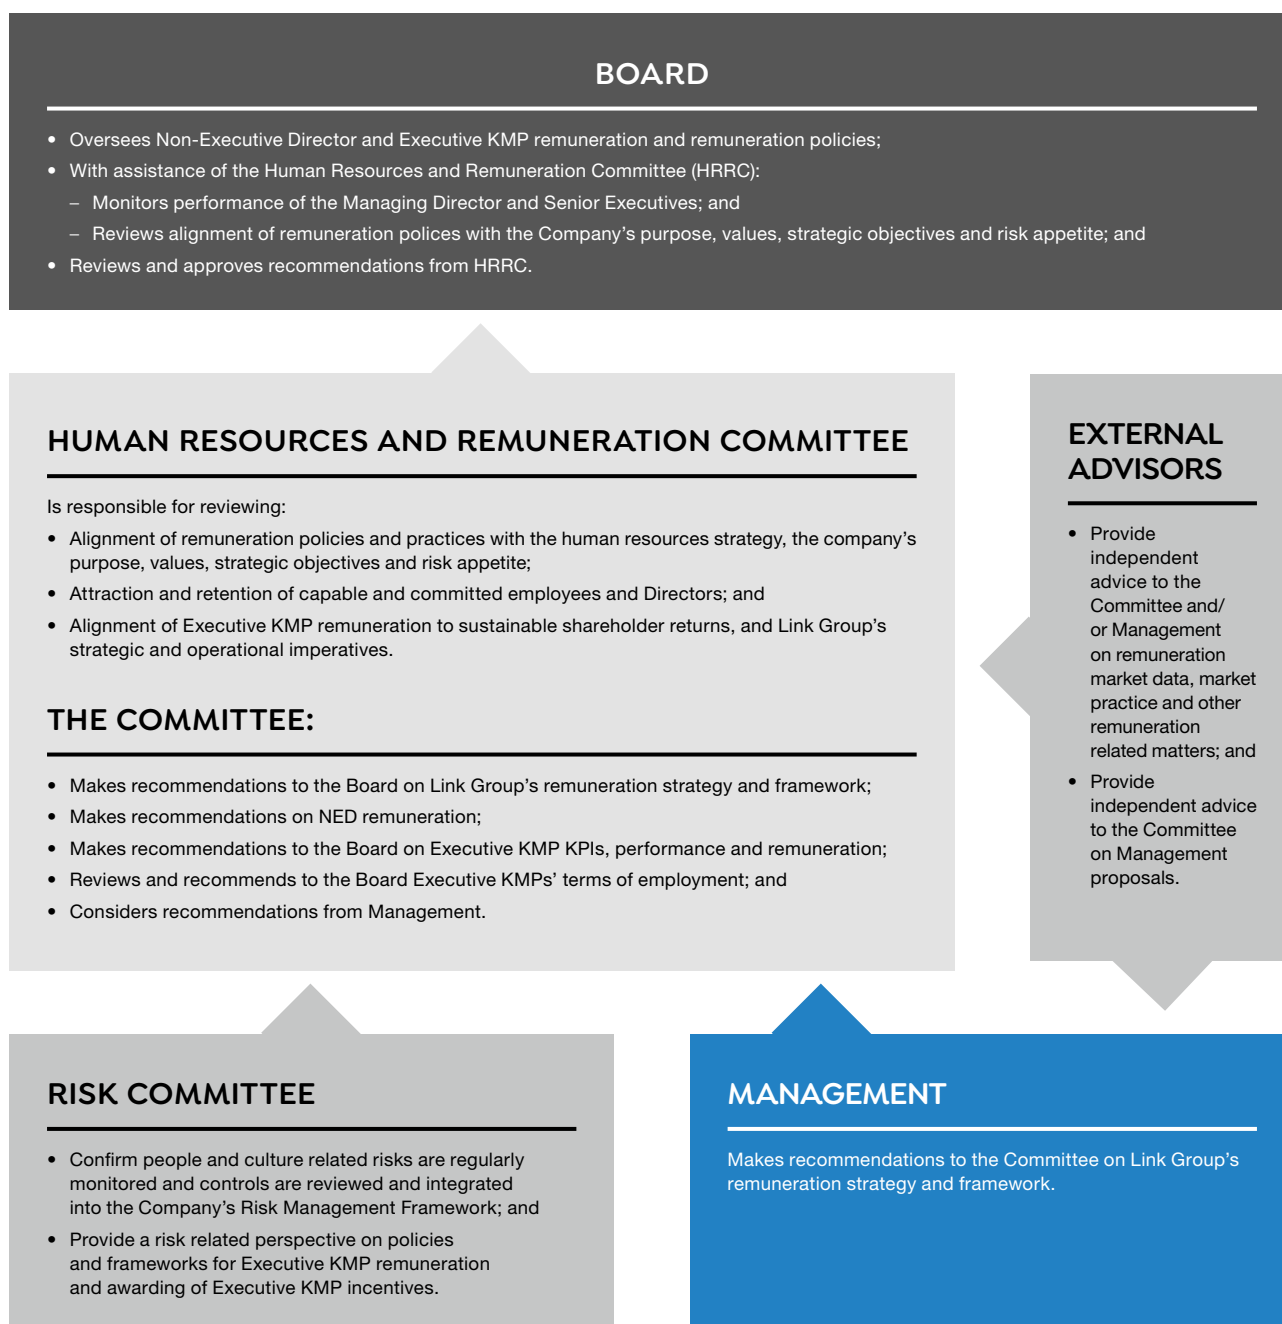 BOARD
• Oversees Non-Executive Director and Executive KMP remuneration and remuneration policies;
• With assistance of the Human Resources and Remuneration Committee (HRRC):
– Monitors performance of the Managing Director and Senior Executives; and
– Reviews alignment of remuneration polices with the Company’s purpose, values, strategic objectives and risk appetite; and
• Reviews and approves recommendations from HRRC.
HUMAN RESOURCES AND REMUNERATION COMMITTEE
Is responsible for reviewing:
• Alignment of remuneration policies and practices with the human resources strategy, the company’s
purpose, values, strategic objectives and risk appetite;
• Attraction and retention of capable and committed employees and Directors; and
• Alignment of Executive KMP remuneration to sustainable shareholder returns, and Link Group’s
strategic and operational imperatives.
THE COMMITTEE:
• Makes recommendations to the Board on Link Group’s remuneration strategy and framework;
• Makes recommendations on NED remuneration;
• Makes recommendations to the Board on Executive KMP KPIs, performance and remuneration;
• Reviews and recommends to the Board Executive KMPs’ terms of employment; and
• Considers recommendations from Management.
EXTERNAL
ADVISORS
• Provide
independent
advice to the
Committee and/
or Management
on remuneration
market data, market
practice and other
remuneration
related matters; and
• Provide
independent advice
to the Committee
on Management
proposals.
RISK COMMITTEE
• Confirm people and culture related risks are regularly
monitored and controls are reviewed and integrated
into the Company’s Risk Management Framework; and
• Provide a risk related perspective on policies
and frameworks for Executive KMP remuneration
and awarding of Executive KMP incentives.
MANAGEMENT
Makes recommendations to the Committee on Link Group’s
remuneration strategy and framework.